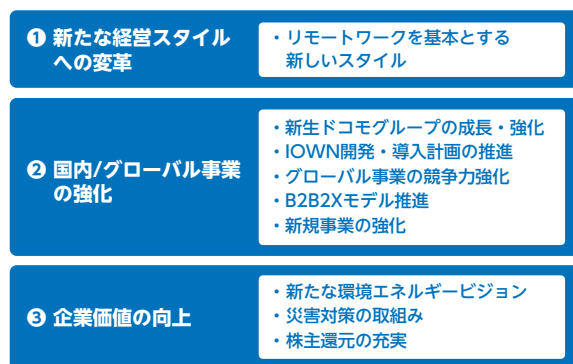 ❶ 新たな経営スタイル
への変革
・リモートワークを基本とする
新しいスタイル
❷ 国内/グローバル事業
の強化
・新生ドコモグループの成長・強化
・IOWN開発・導入計画の推進
・グローバル事業の競争力強化
・B2B2Xモデル推進
・新規事業の強化
❸ 企業価値の向上
・新たな環境エネルギービジョン
・災害対策の取組み
・株主還元の充実